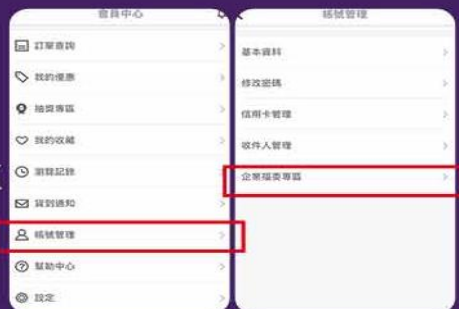 會員中心
訂單查詢
我的優惠
抽獎專區
我的收藏
瀏覽記錄
貨到通知
帳號管理
幫助中心
設定
帳號管理
基本資料
修改密碼
信用卡管理
收件人管理
企業福委專區